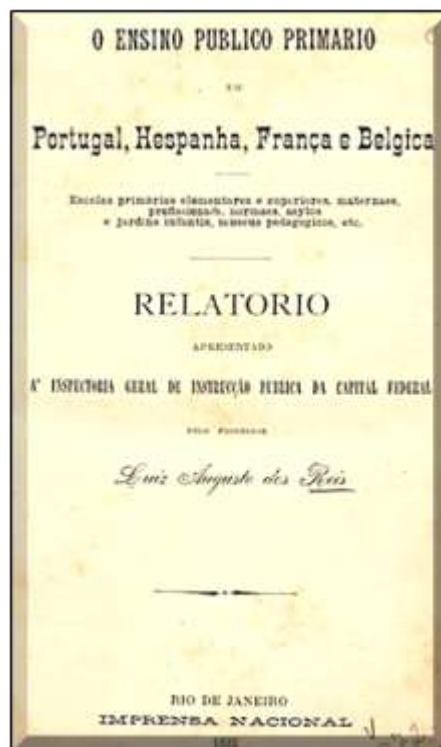 O ENSINO PUBLICO PRIMARIO
EM
Portugal, Hespanha, França e Belgica
Escolas primarias elementares e superiores, maternaes,
profissionaes, normaes, asylos
e jardins infantis, museus pedagogicos, etc.
RELATORIO
APRESENTADO
A' INSPECTORIA GERAL DE INSTRUCÇÃO PUBLICA DA CAPITAL FEDERAL
PELO PROFESSOR
Luiz Augusto dos Reis
RIO DE JANEIRO
IMPRENSA NACIONAL